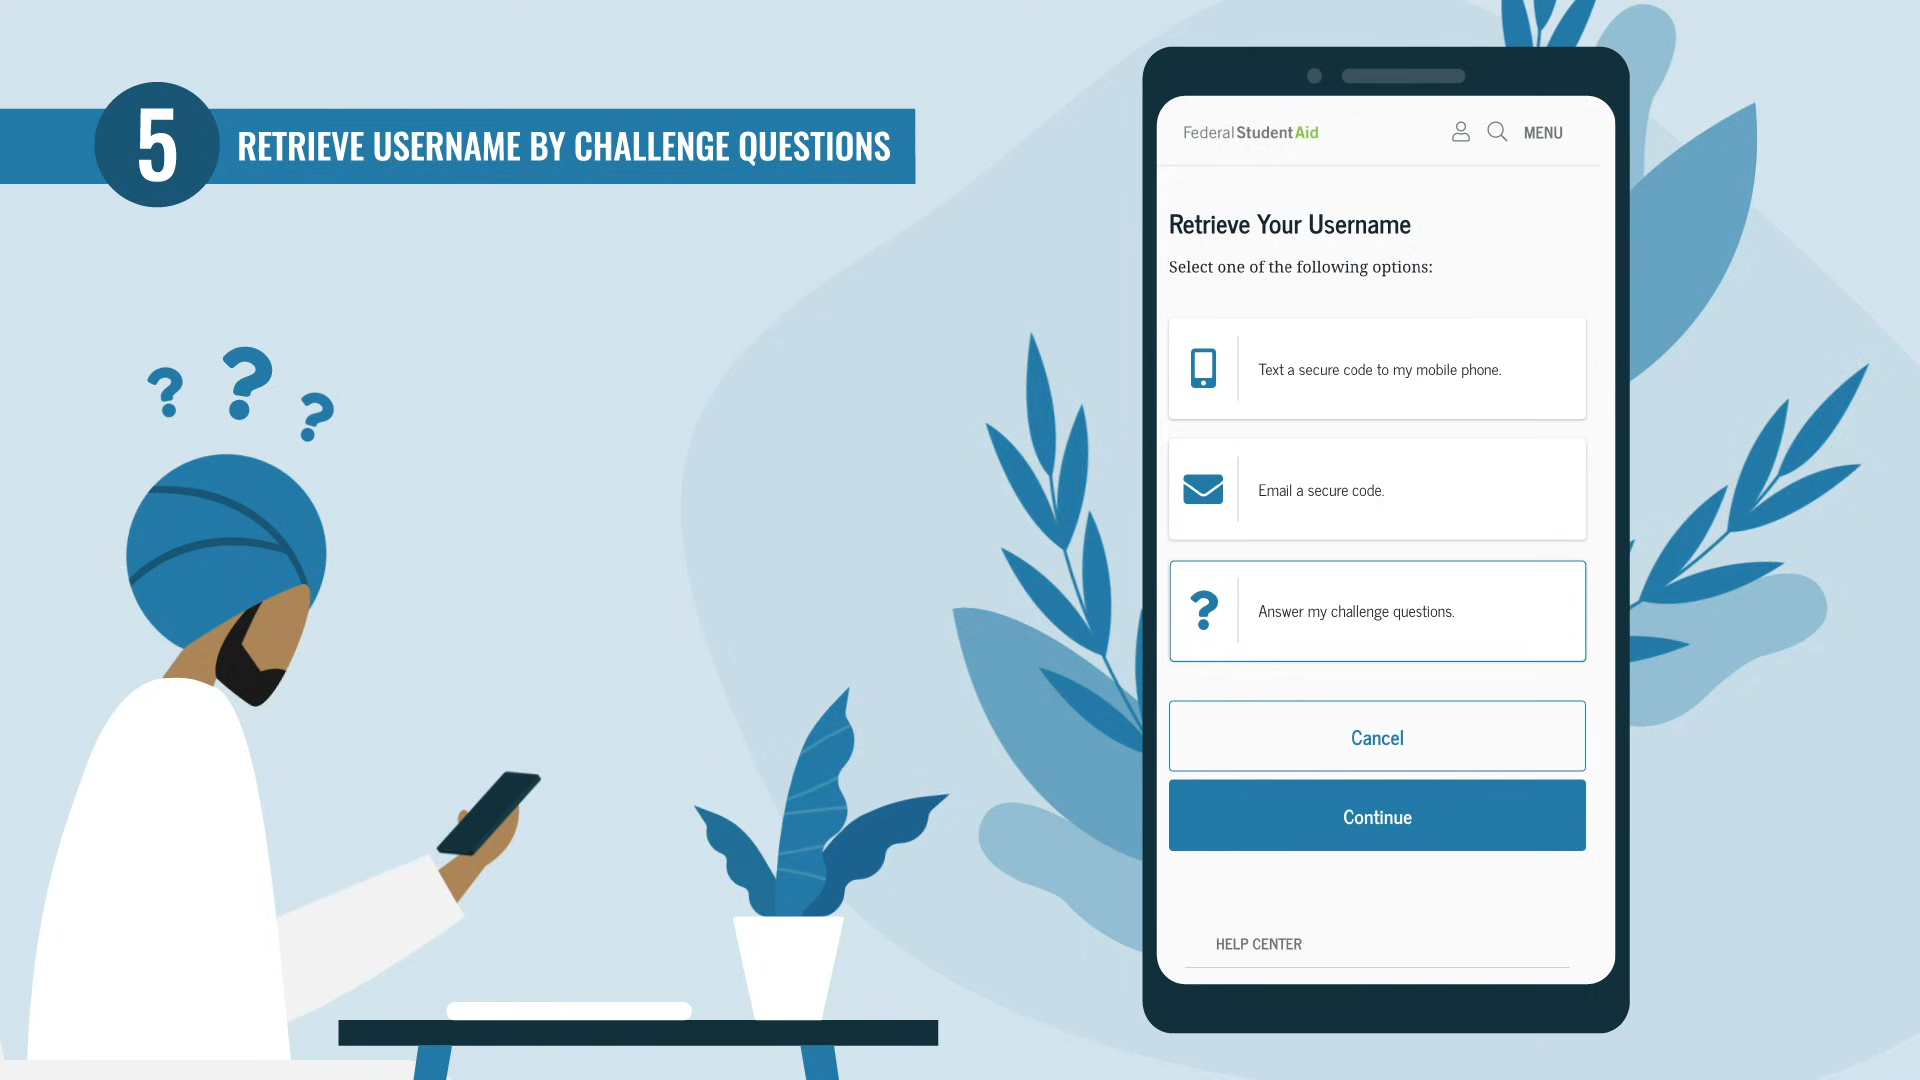 5
RETRIEVE USERNAME BY CHALLENGE QUESTIONS
Federal Student Aid
MENU
Retrieve Your Username
Select one of the following options:
Text a secure code to my mobile phone.
Email a secure code.
Answer my challenge questions.
Cancel
Continue
HELP CENTER